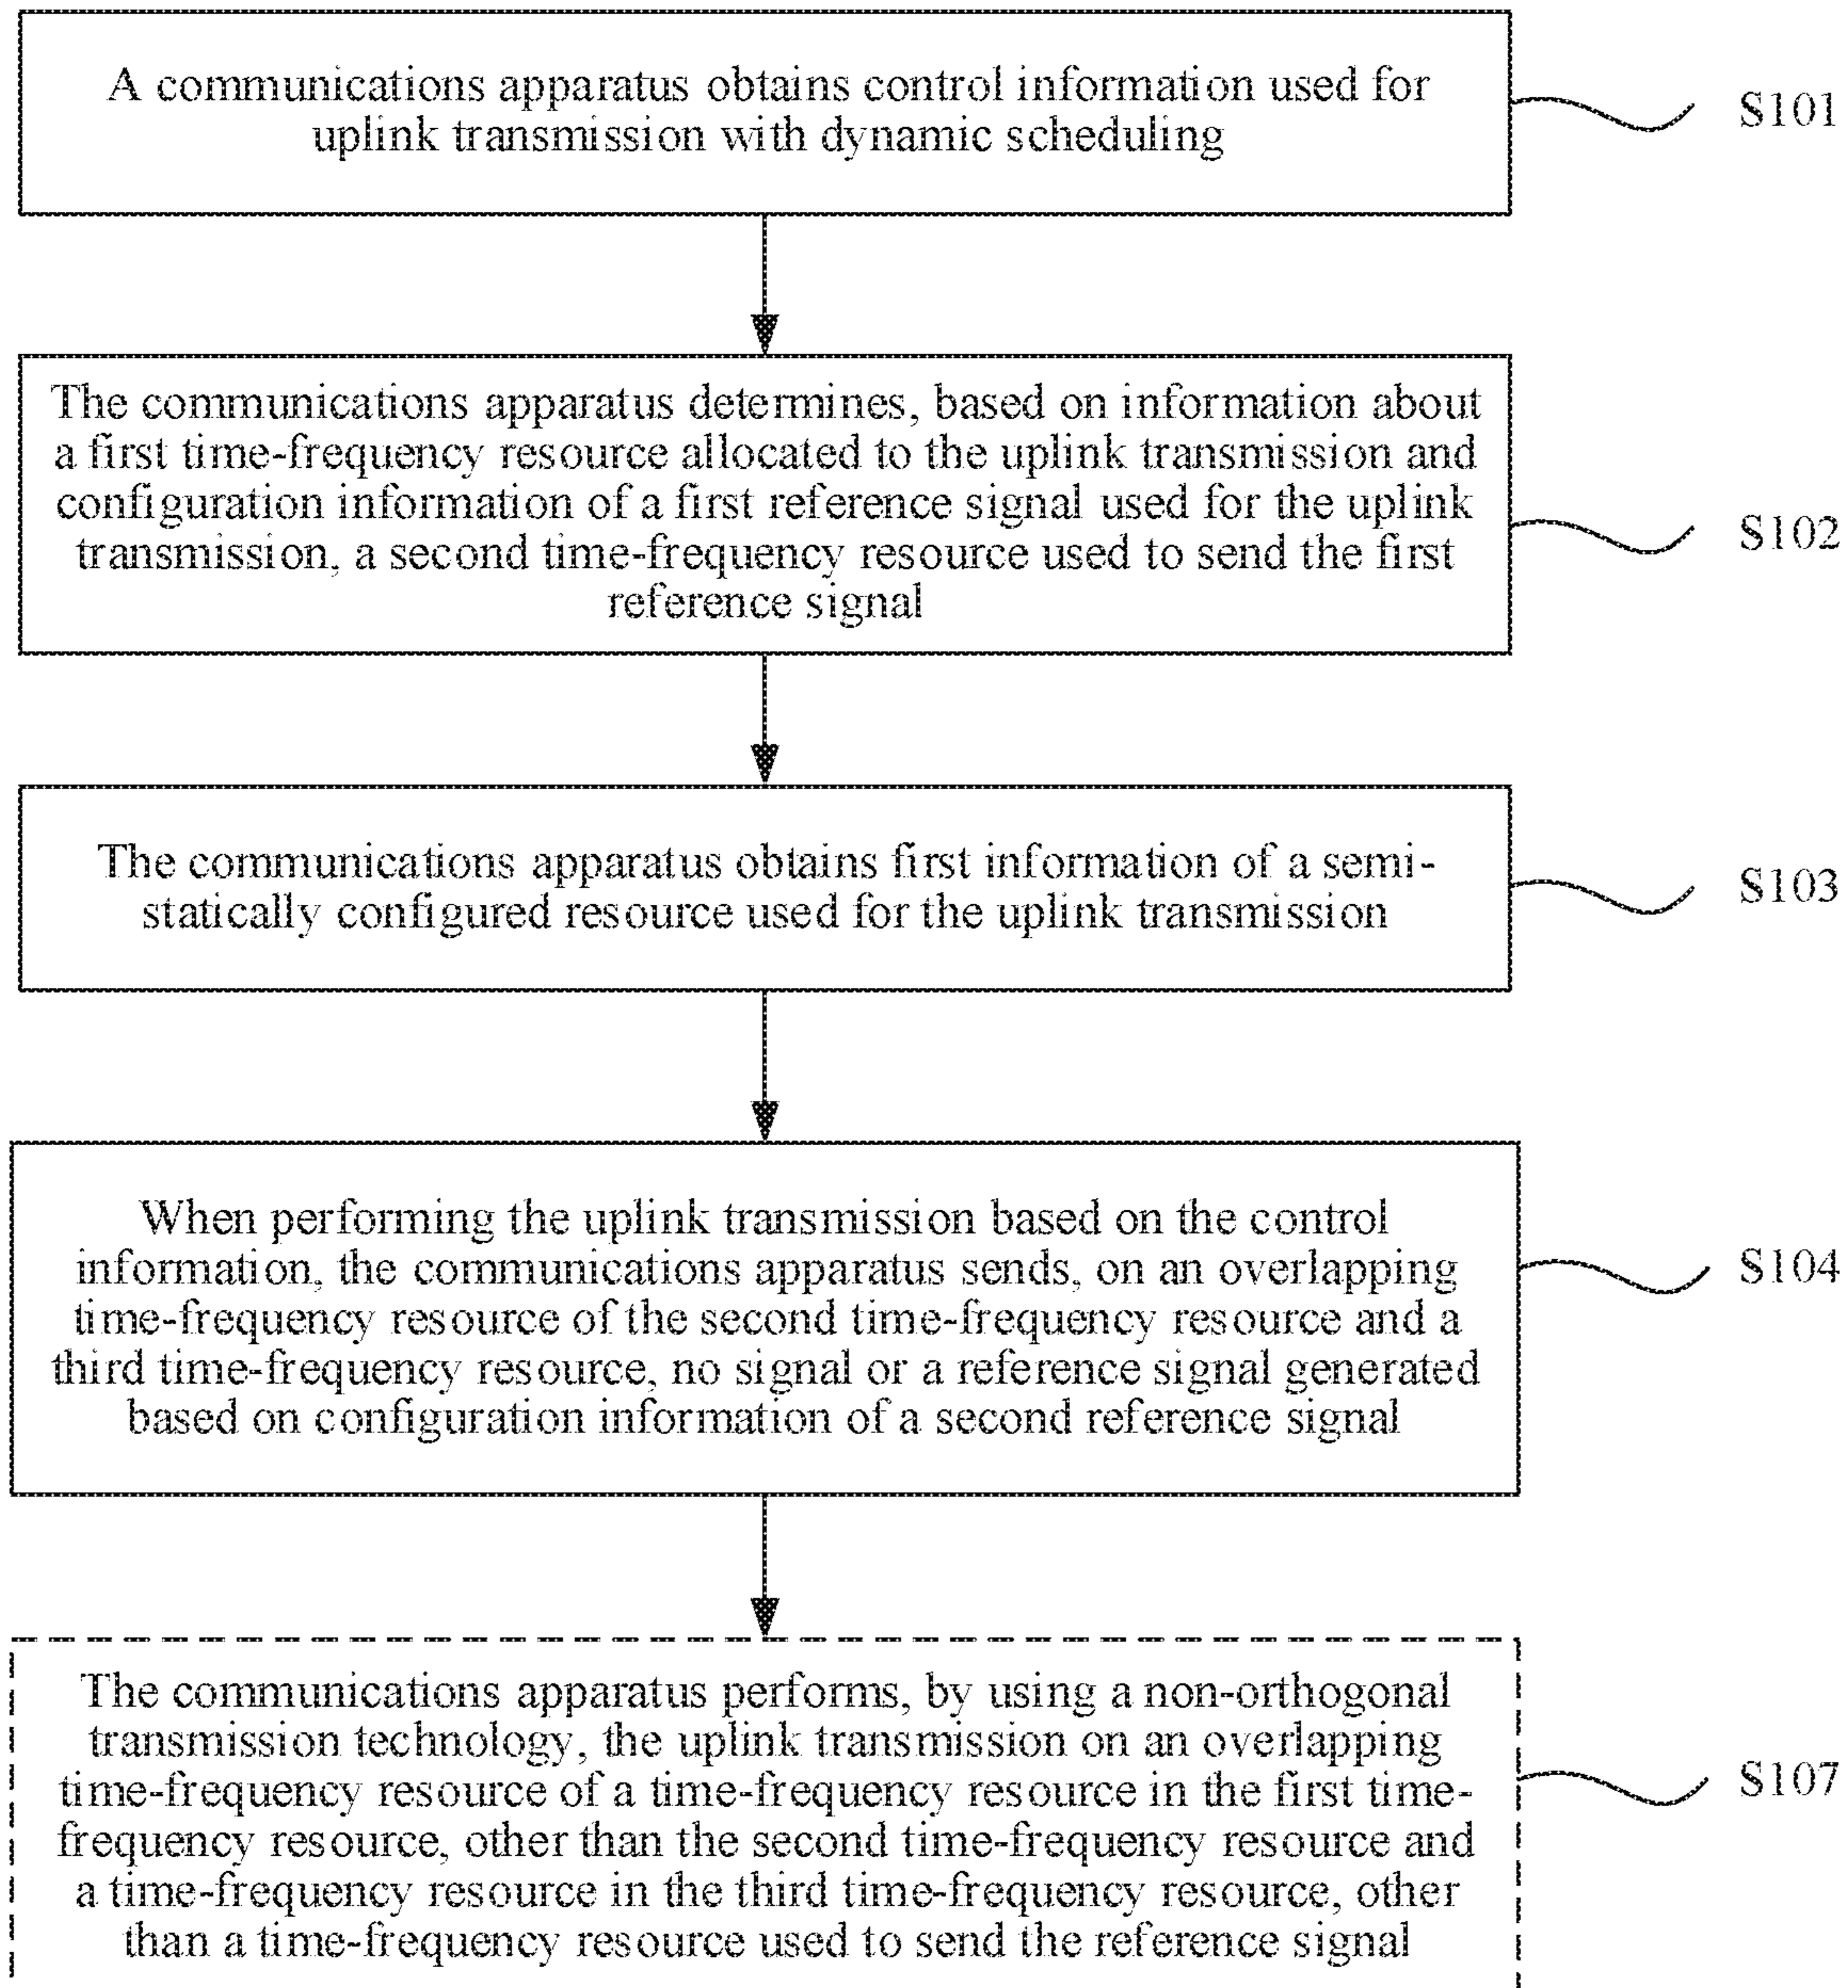 A communications apparatus obtains control information used for
uplink transmission with dynamic scheduling
S101
The communications apparatus determines, based on information about
a first time-frequency resource allocated to the uplink transmission and
configuration information of a first reference signal used for the uplink
transmission, a second time-frequency resource used to send the first
reference signal
S102
The communications apparatus obtains first information of a semi-
statically configured resource used for the uplink transmission
S103
When performing the uplink transmission based on the control
information, the communications apparatus sends, on an overlapping
time-frequency resource of the second time-frequency resource and a
third time-frequency resource, no signal or a reference signal generated
based on configuration information of a second reference signal
S104
The communications apparatus performs, by using a non-orthogonal
transmission technology, the uplink transmission on an overlapping
time-frequency resource of a time-frequency resource in the first time-
frequency resource, other than the second time-frequency resource and
a time-frequency resource in the third time-frequency resource, other
than a time-frequency resource used to send the reference signal
S107